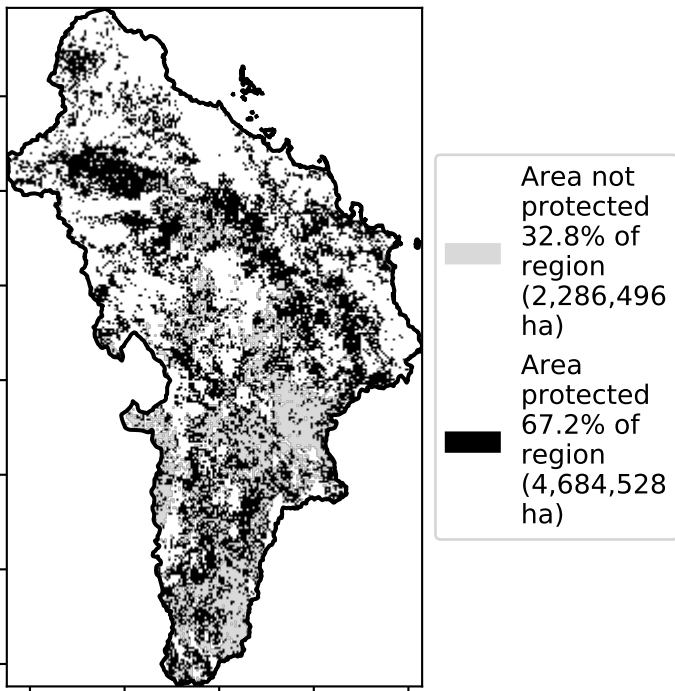 Area not
protected
32.8% of
region
(2,286,496
ha)
Area
protected
67.2% of
region
(4,684,528
ha)